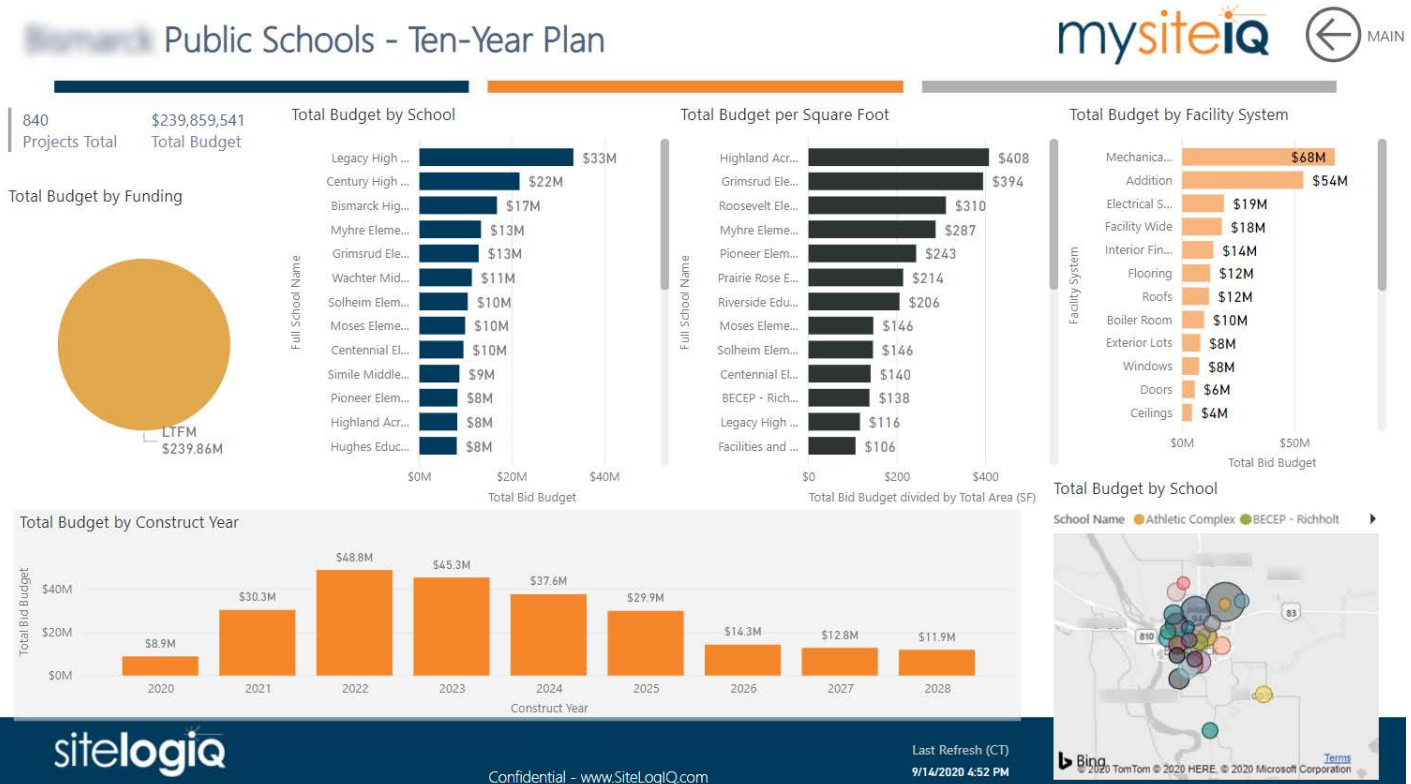 Public Schools - Ten-Year Plan
mysiteiQ
MAIN
840
Projects Total
$239,859,541
Total Budget
Total Budget by Funding
LTFM
$239.86M
Total Budget by School
Full School Name
Legacy High ... $33M
Century High ... $22M
Bismarck Hig... $17M
Myhre Eleme... $13M
Grimsrud Ele... $13M
Wachter Mid... $11M
Solheim Elem... $10M
Moses Eleme... $10M
Centennial El... $10M
Simile Middle... $9M
Pioneer Elem... $8M
Highland Acr... $8M
Hughes Educ... $8M
$0M $20M $40M
Total Bid Budget
Total Budget per Square Foot
Full School Name
Highland Acr... $408
Grimsrud Ele... $394
Roosevelt Ele... $310
Myhre Eleme... $287
Pioneer Elem... $243
Prairie Rose E... $214
Riverside Edu... $206
Moses Eleme... $146
Solheim Elem... $146
Centennial El... $140
BECEP - Rich... $138
Legacy High ... $116
Facilities and ... $106
$0 $200 $400
Total Bid Budget divided by Total Area (SF)
Total Budget by Facility System
Facility System
Mechanica... $68M
Addition $54M
Electrical S... $19M
Facility Wide $18M
Interior Fin... $14M
Flooring $12M
Roofs $12M
Boiler Room $10M
Exterior Lots $8M
Windows $8M
Doors $6M
Ceilings $4M
$0M $50M
Total Bid Budget
Total Budget by Construct Year
Total Bid Budget
$40M
$20M
$0M
$8.9M $30.3M $48.8M $45.3M $37.6M $29.9M $14.3M $12.8M $11.9M
2020 2021 2022 2023 2024 2025 2026 2027 2028
Construct Year
Total Budget by School
School Name Athletic Complex BECEP - Richholt
83
94
810
Bing
© 2020 TomTom © 2020 HERE, © 2020 Microsoft Corporation
Terms
sitelogiQ
Confidential - www.SiteLogIQ.com
Last Refresh (CT)
9/14/2020 4:52 PM